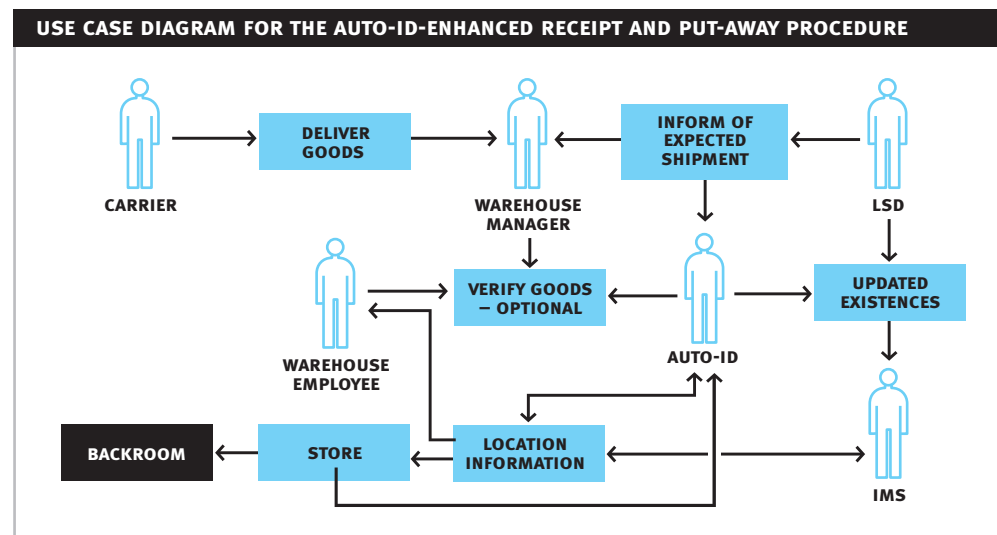 USE CASE DIAGRAM FOR THE AUTO-ID-ENHANCED RECEIPT AND PUT-AWAY PROCEDURE
DELIVER
GOODS
INFORM OF
EXPECTED
SHIPMENT
CARRIER
WAREHOUSE
MANAGER
LSD
VERIFY GOODS
– OPTIONAL
UPDATED
EXISTENCES
WAREHOUSE
EMPLOYEE
AUTO-ID
BACKROOM
STORE
LOCATION
INFORMATION
IMS